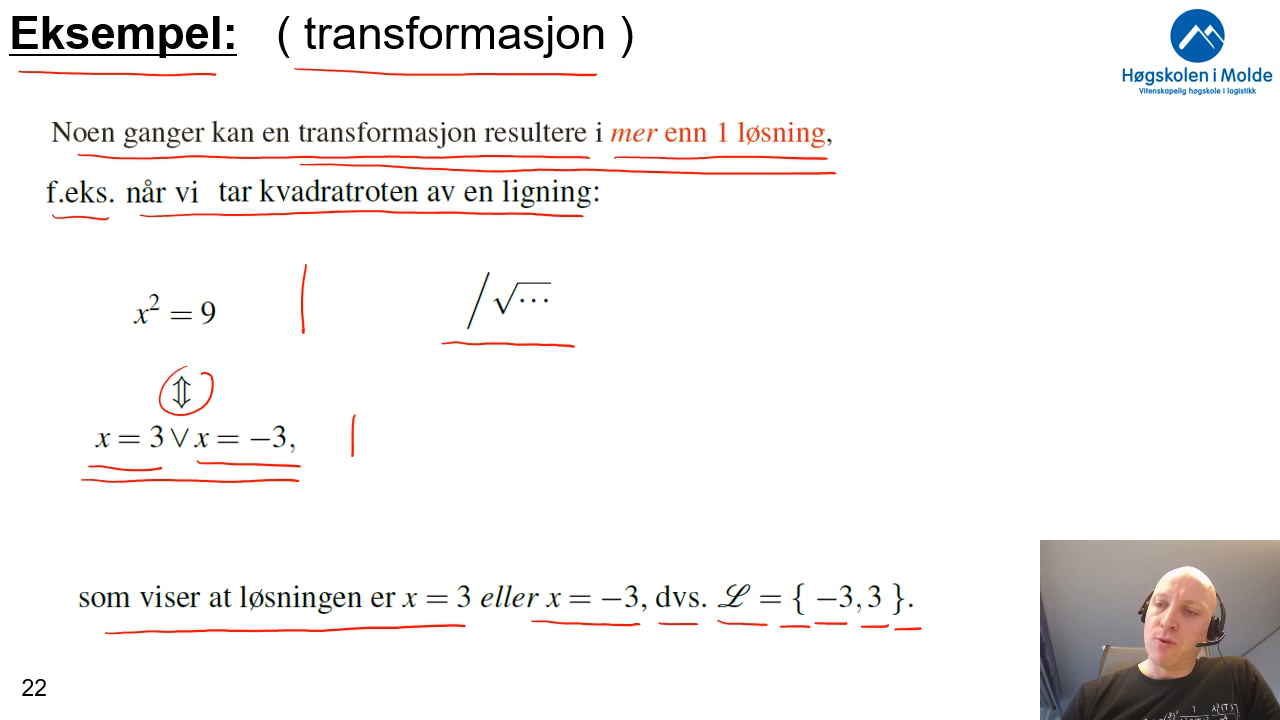 Eksempel: ( transformasjon )
Høgskolen i Molde
Vitenskapelig høgskole i logistikk
Noen ganger kan en transformasjon resultere i mer enn 1 løsning,
f.eks. når vi tar kvadratroten av en ligning:
x² = 9 /√⋯
⇕
x = 3 ∨ x = −3,
som viser at løsningen er x = 3 eller x = −3, dvs. ℒ = { −3, 3 }.
22